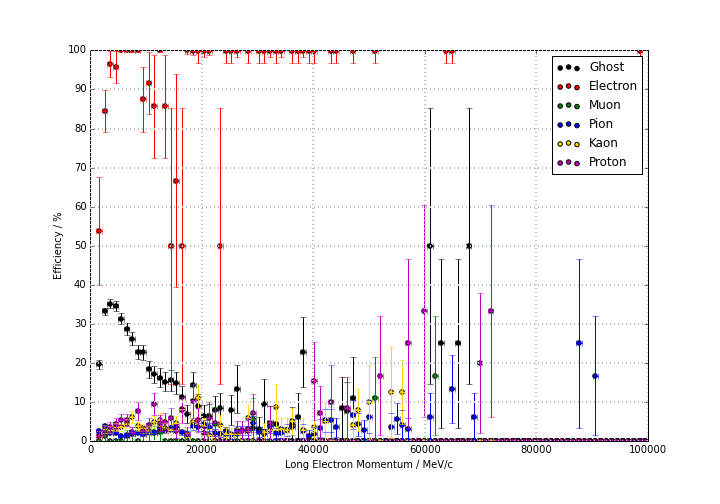 100
90
80
70
60
50
40
30
20
10
0
Efficiency / %
0
20000
40000
60000
80000
100000
Long Electron Momentum / MeV/c
Ghost
Electron
Muon
Pion
Kaon
Proton